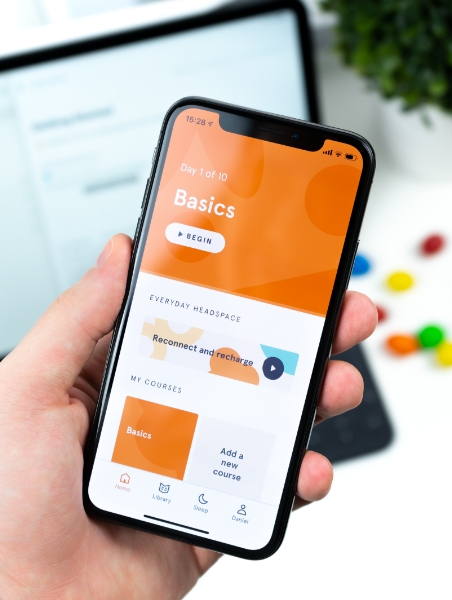 15:28
Day 1 of 10
Basics
BEGIN
EVERYDAY HEADSPACE
Reconnect and recharge
MY COURSES
Basics
Add a
new
course
Home
Library
Sleep
Daniel